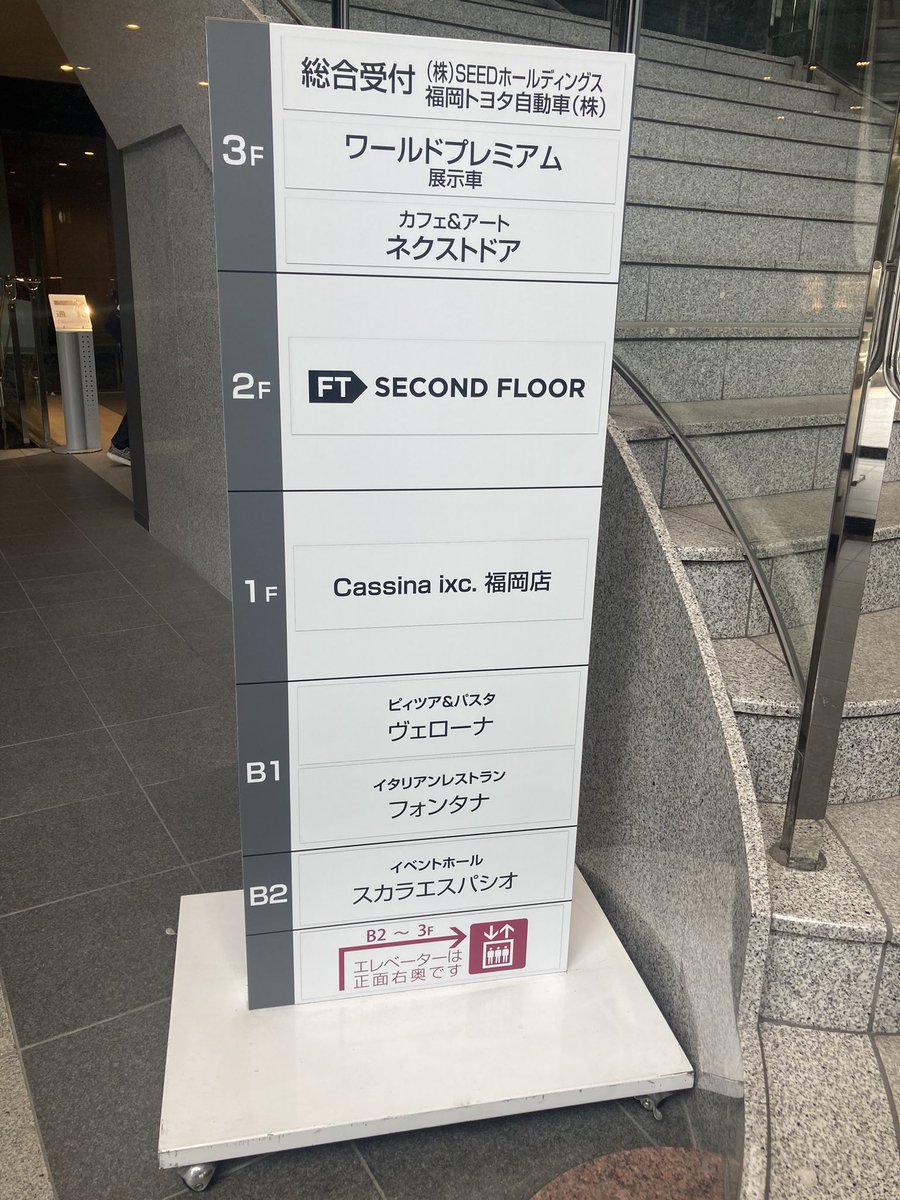 総合受付 (株)SEEDホールディングス
福岡トヨタ自動車(株)
3F
ワールドプレミアム
展示車
カフェ&アート
ネクストドア
2F
FT SECOND FLOOR
1F
Cassina ixc. 福岡店
B1
ピィツア&パスタ
ヴェローナ
イタリアンレストラン
フォンタナ
B2
イベントホール
スカラエスパシオ
B2 ～ 3F
エレベーターは
正面右奥です